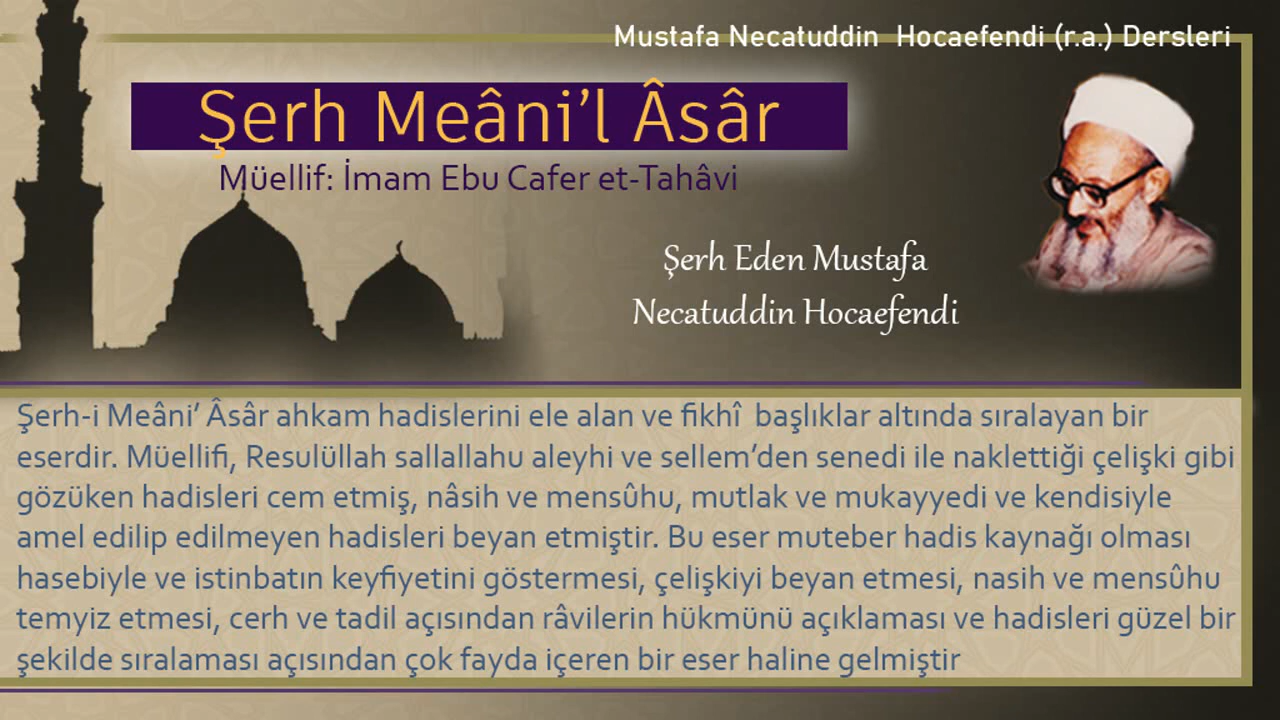 Mustafa Necatuddin Hocaefendi (r.a.) Dersleri
Şerh Meâni’l Âsâr
Müellif: İmam Ebu Cafer et-Tahâvi
Şerh Eden Mustafa
Necatuddin Hocaefendi
Şerh-i Meâni’ Âsâr ahkam hadislerini ele alan ve fikhî başlıklar altında sıralayan bir
eserdir. Müellifi, Resulüllah sallallahu aleyhi ve sellem’den senedi ile naklettiği çelişki gibi
gözüken hadisleri cem etmiş, nâsih ve mensûhu, mutlak ve mukayyedi ve kendisiyle
amel edilip edilmeyen hadisleri beyan etmiştir. Bu eser muteber hadis kaynağı olması
hasebiyle ve istinbatın keyfiyetini göstermesi, çelişkiyi beyan etmesi, nasih ve mensûhu
temyiz etmesi, cerh ve tadil açısından râvilerin hükmünü açıklaması ve hadisleri güzel bir
şekilde sıralaması açısından çok fayda içeren bir eser haline gelmiştir